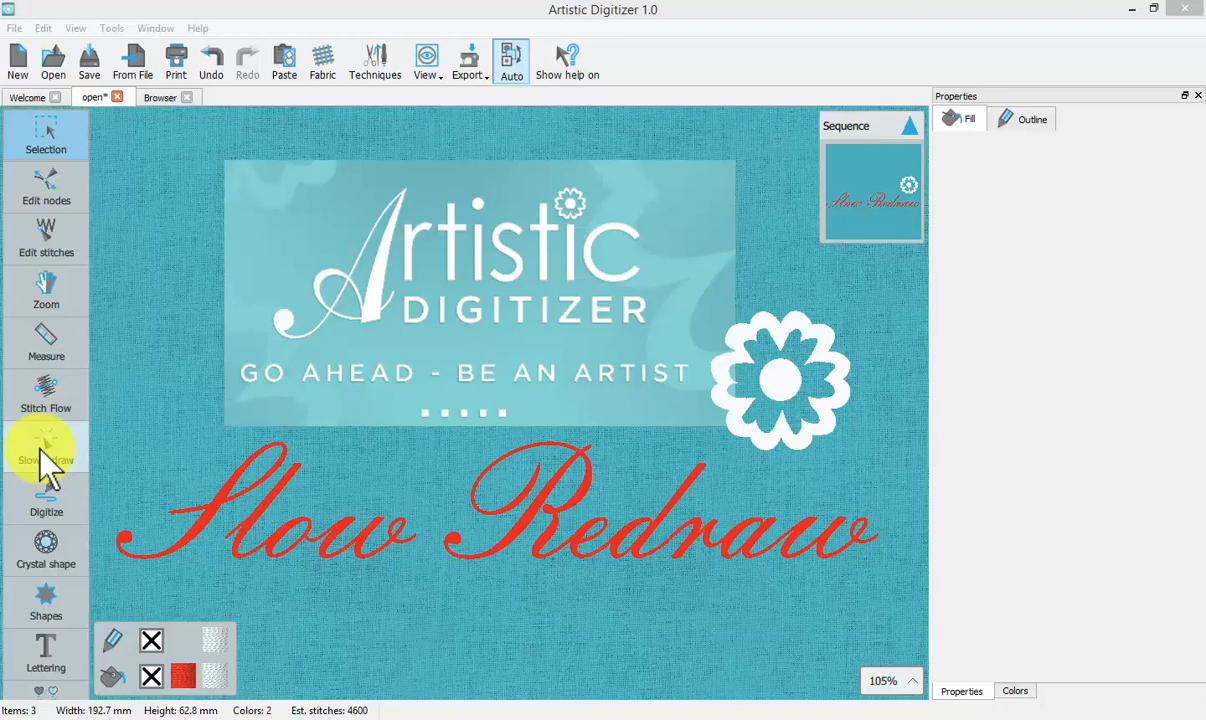 Artistic Digitizer 1.0
File Edit View Tools Window Help
New Open Save From File Print Undo Redo Paste Fabric Techniques View Export Auto Show help on
Welcome open* Browser
Properties
Fill Outline
Selection
Edit nodes
Edit stitches
Zoom
Measure
Stitch Flow
Digitize
Crystal shape
Shapes
Lettering
Sequence
Slow Redraw
Artistic
DIGITIZER
GO AHEAD - BE AN ARTIST
Slow Redraw
105%
Properties Colors
Items: 3 Width: 192.7 mm Height: 62.8 mm Colors: 2 Est. stitches: 4600